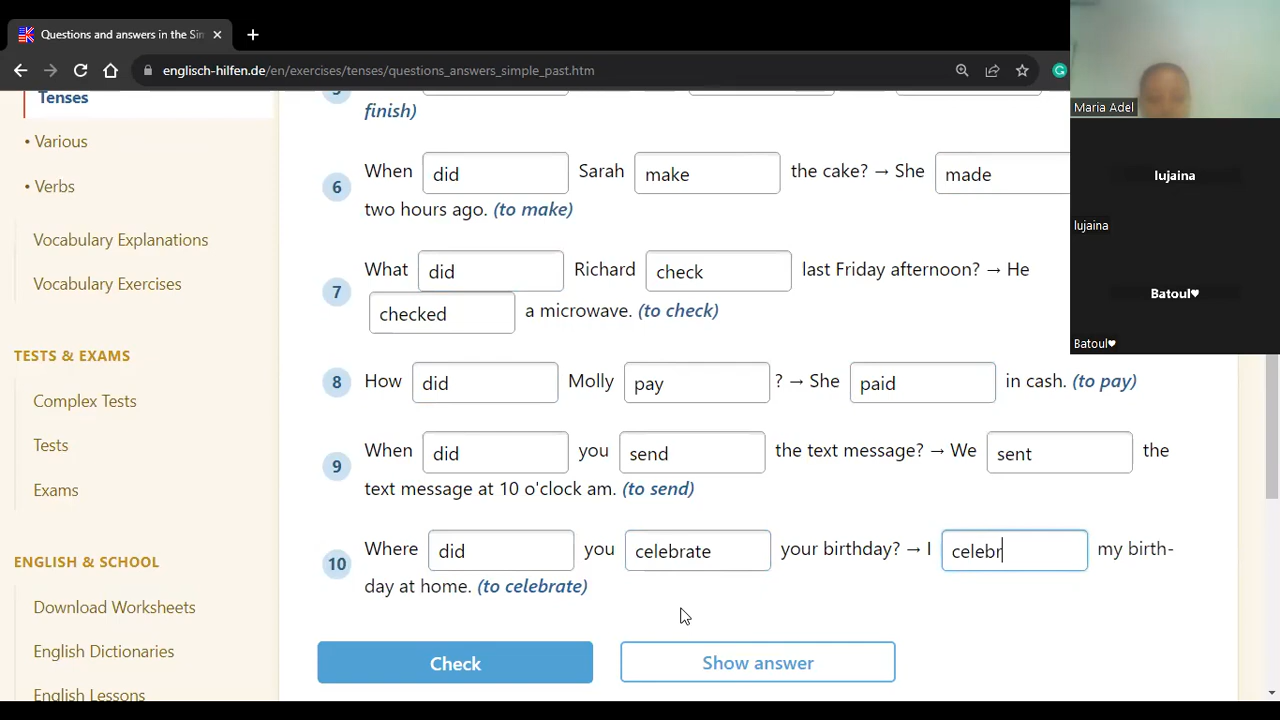 Questions and answers in the Sim
englisch-hilfen.de/en/exercises/tenses/questions_answers_simple_past.htm
Maria Adel
lujaina
lujaina
Batoul♥
Batoul♥
Tenses
• Various
• Verbs
Vocabulary Explanations
Vocabulary Exercises
TESTS & EXAMS
Complex Tests
Tests
Exams
ENGLISH & SCHOOL
Download Worksheets
English Dictionaries
English Lessons
finish)
6 When did Sarah make the cake? → She made
two hours ago. (to make)
7 What did Richard check last Friday afternoon? → He
checked a microwave. (to check)
8 How did Molly pay ? → She paid in cash. (to pay)
9 When did you send the text message? → We sent the
text message at 10 o'clock am. (to send)
10 Where did you celebrate your birthday? → I celebr my birth-
day at home. (to celebrate)
Check Show answer